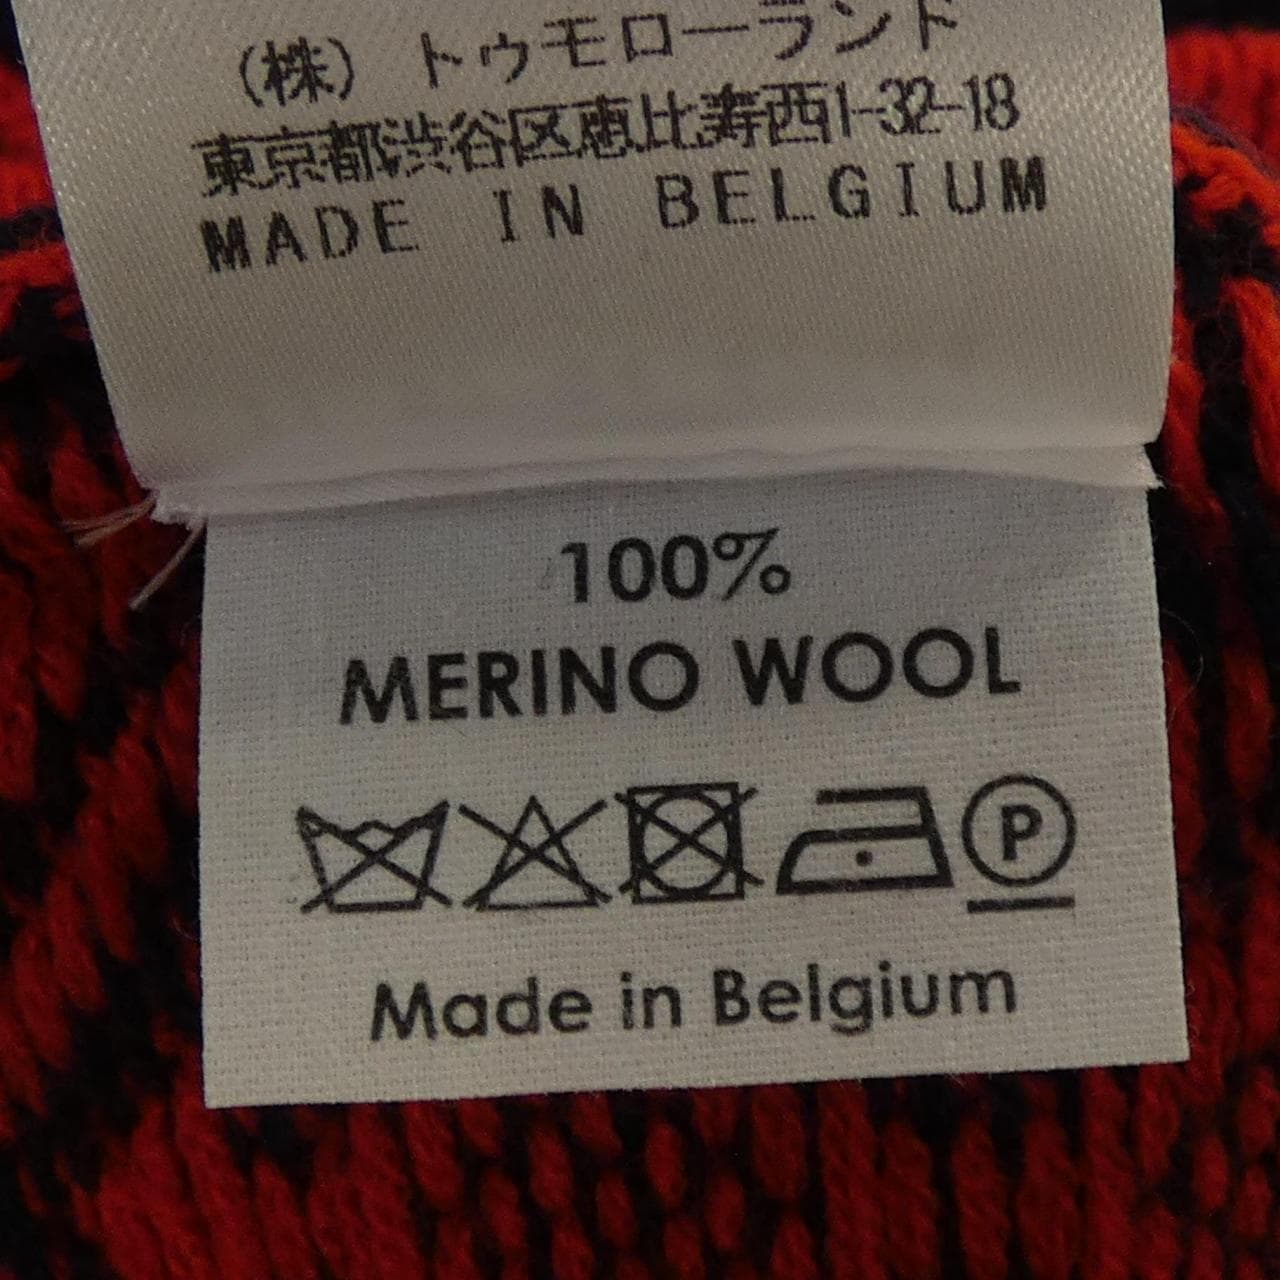 (株)トゥモローランド
東京都渋谷区恵比寿西1-32-18
MADE IN BELGIUM
100%
MERINO WOOL
P
Made in Belgium